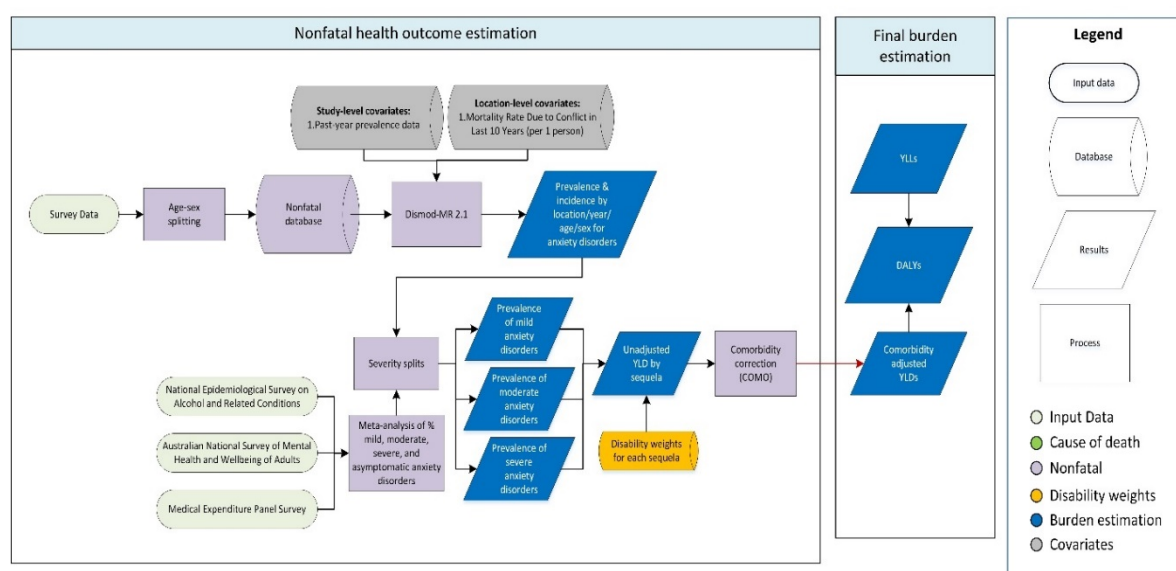 Nonfatal health outcome estimation
Final burden
estimation
Legend
Study-level covariates:
1.Past-year prevalence data
Location-level covariates:
1.Mortality Rate Due to Conflict in
Last 10 Years (per 1 person)
Survey Data
Age-sex
splitting
Nonfatal
database
Dismod-MR 2.1
Prevalence &
incidence by
location/year/
age/sex for
anxiety disorders
Severity splits
Prevalence
of mild
anxiety
disorders
Prevalence of
moderate
anxiety
disorders
Prevalence of
severe
anxiety
disorders
National Epidemiological Survey on
Alcohol and Related Conditions
Australian National Survey of Mental
Health and Wellbeing of Adults
Medical Expenditure Panel Survey
Meta-analysis of %
mild, moderate,
severe, and
asymptomatic anxiety
disorders
Unadjusted
YLD by
sequela
Disability weights
for each sequela
Comorbidity
correction
(COMO)
YLLs
DALYs
Comorbidity
adjusted
YLDs
Input data
Database
Results
Process
Input Data
Cause of death
Nonfatal
Disability weights
Burden estimation
Covariates